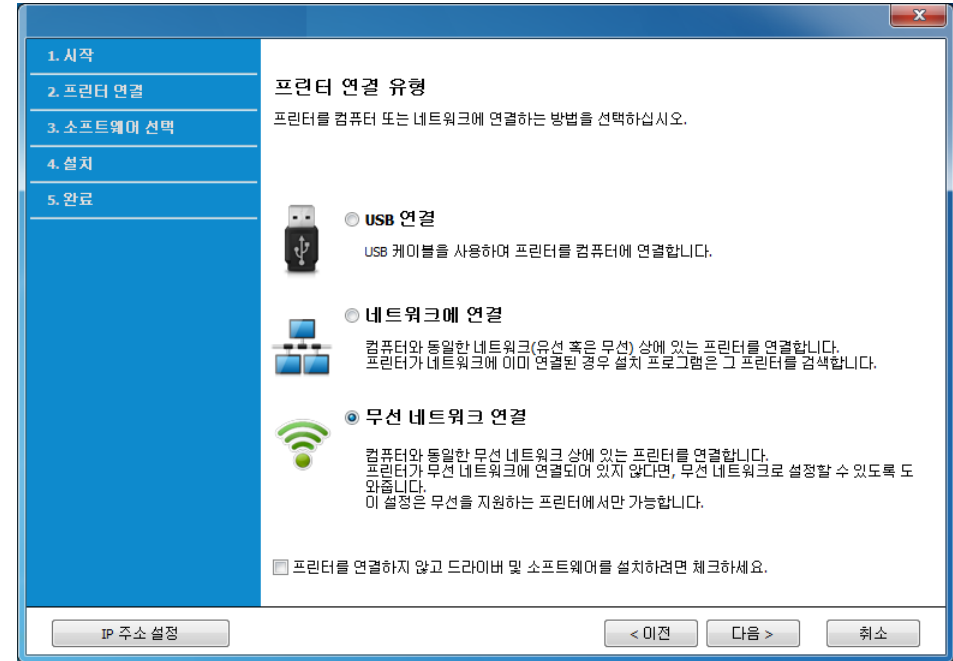 1. 시작
2. 프린터 연결
3. 소프트웨어 선택
4. 설치
5. 완료
프린터 연결 유형
프린터를 컴퓨터 또는 네트워크에 연결하는 방법을 선택하십시오.
USB 연결
USB 케이블을 사용하여 프린터를 컴퓨터에 연결합니다.
네트워크에 연결
컴퓨터와 동일한 네트워크(유선 혹은 무선) 상에 있는 프린터를 연결합니다.
프린터가 네트워크에 이미 연결된 경우 설치 프로그램은 그 프린터를 검색합니다.
무선 네트워크 연결
컴퓨터와 동일한 무선 네트워크 상에 있는 프린터를 연결합니다.
프린터가 무선 네트워크에 연결되어 있지 않다면, 무선 네트워크로 설정할 수 있도록 도
와줍니다.
이 설정은 무선을 지원하는 프린터에서만 가능합니다.
프린터를 연결하지 않고 드라이버 및 소프트웨어를 설치하려면 체크하세요.
IP 주소 설정
< 이전
다음 >
취소